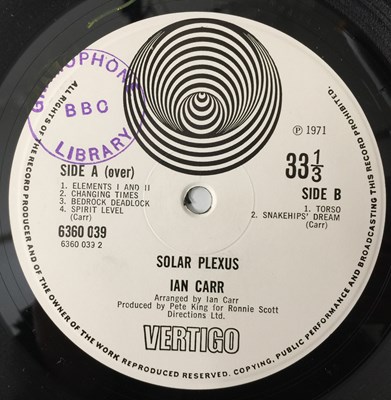 GRAMOPHONE
BBC
LIBRARY
ALL RIGHTS OF THE RECORD PRODUCER AND OF THE OWNER OF THE WORK REPRODUCED RESERVED. COPYING, PUBLIC PERFORMANCE AND BROADCASTING THIS RECORD PROHIBITED.
℗ 1971
SIDE A (over)
1. ELEMENTS I AND II
2. CHANGING TIMES
3. BEDROCK DEADLOCK
4. SPIRIT LEVEL
(Carr)
6360 039
6360 033 2
33 1/3
SIDE B
1. TORSO
2. SNAKEHIPS' DREAM
(Carr)
SOLAR PLEXUS
IAN CARR
Arranged by Ian Carr
Produced by Pete King for Ronnie Scott
Directions Ltd.
VERTIGO